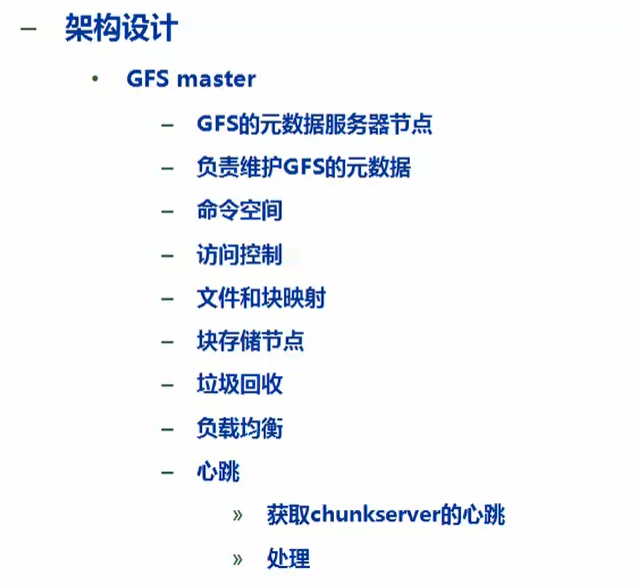 – 架构设计
• GFS master
– GFS的元数据服务器节点
– 负责维护GFS的元数据
– 命令空间
– 访问控制
– 文件和块映射
– 块存储节点
– 垃圾回收
– 负载均衡
– 心跳
» 获取chunkserver的心跳
» 处理